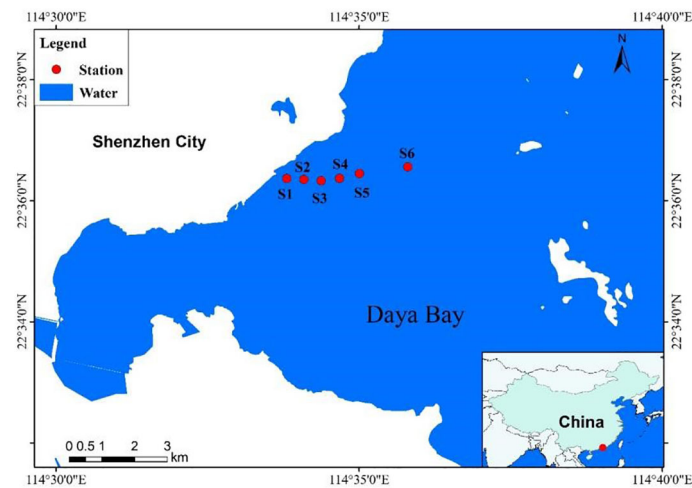 114°30'0"E 114°35'0"E 114°40'0"E
Legend
Station
Water
N
22°38'0"N
22°38'0"N
Shenzhen City
S1
S2
S3
S4
S5
S6
22°36'0"N
22°36'0"N
Daya Bay
22°34'0"N
22°34'0"N
China
0 0.5 1 2 3
km
114°30'0"E 114°35'0"E 114°40'0"E